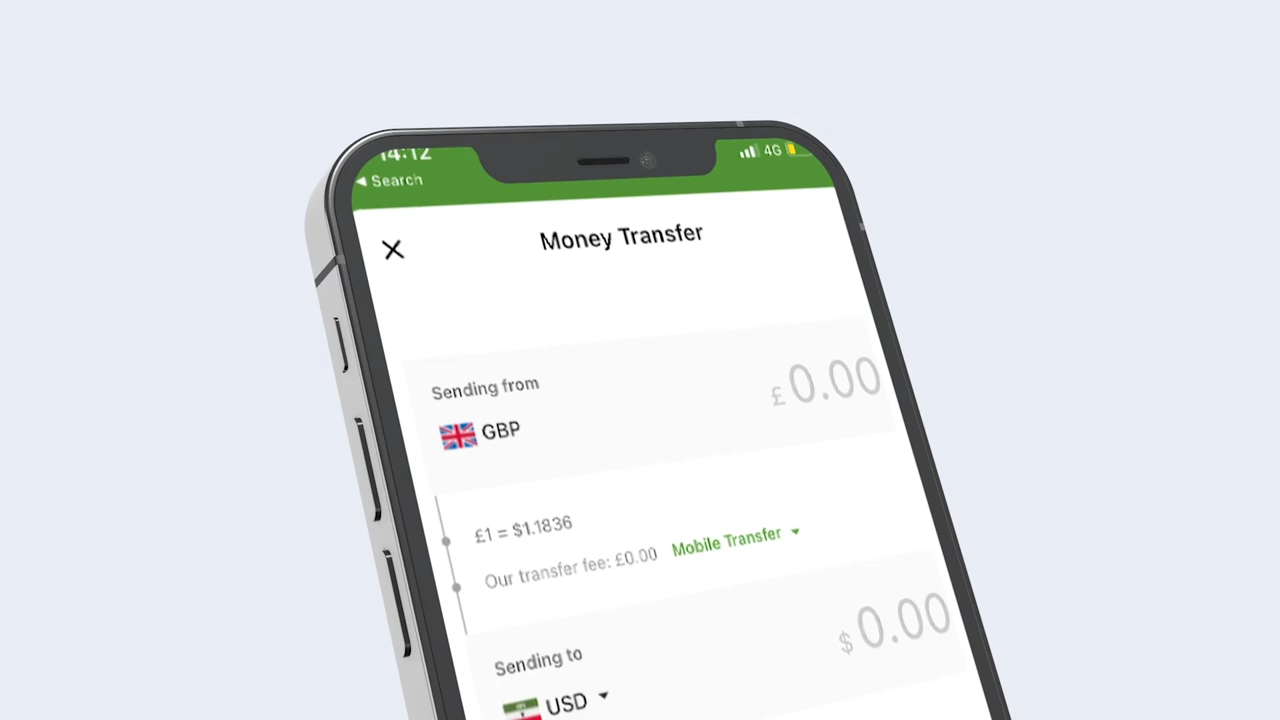 14:12
4G
Search
Money Transfer
Sending from
£0.00
GBP
£1 = $1.1836
Our transfer fee: £0.00 Mobile Transfer
Sending to
$0.00
USD